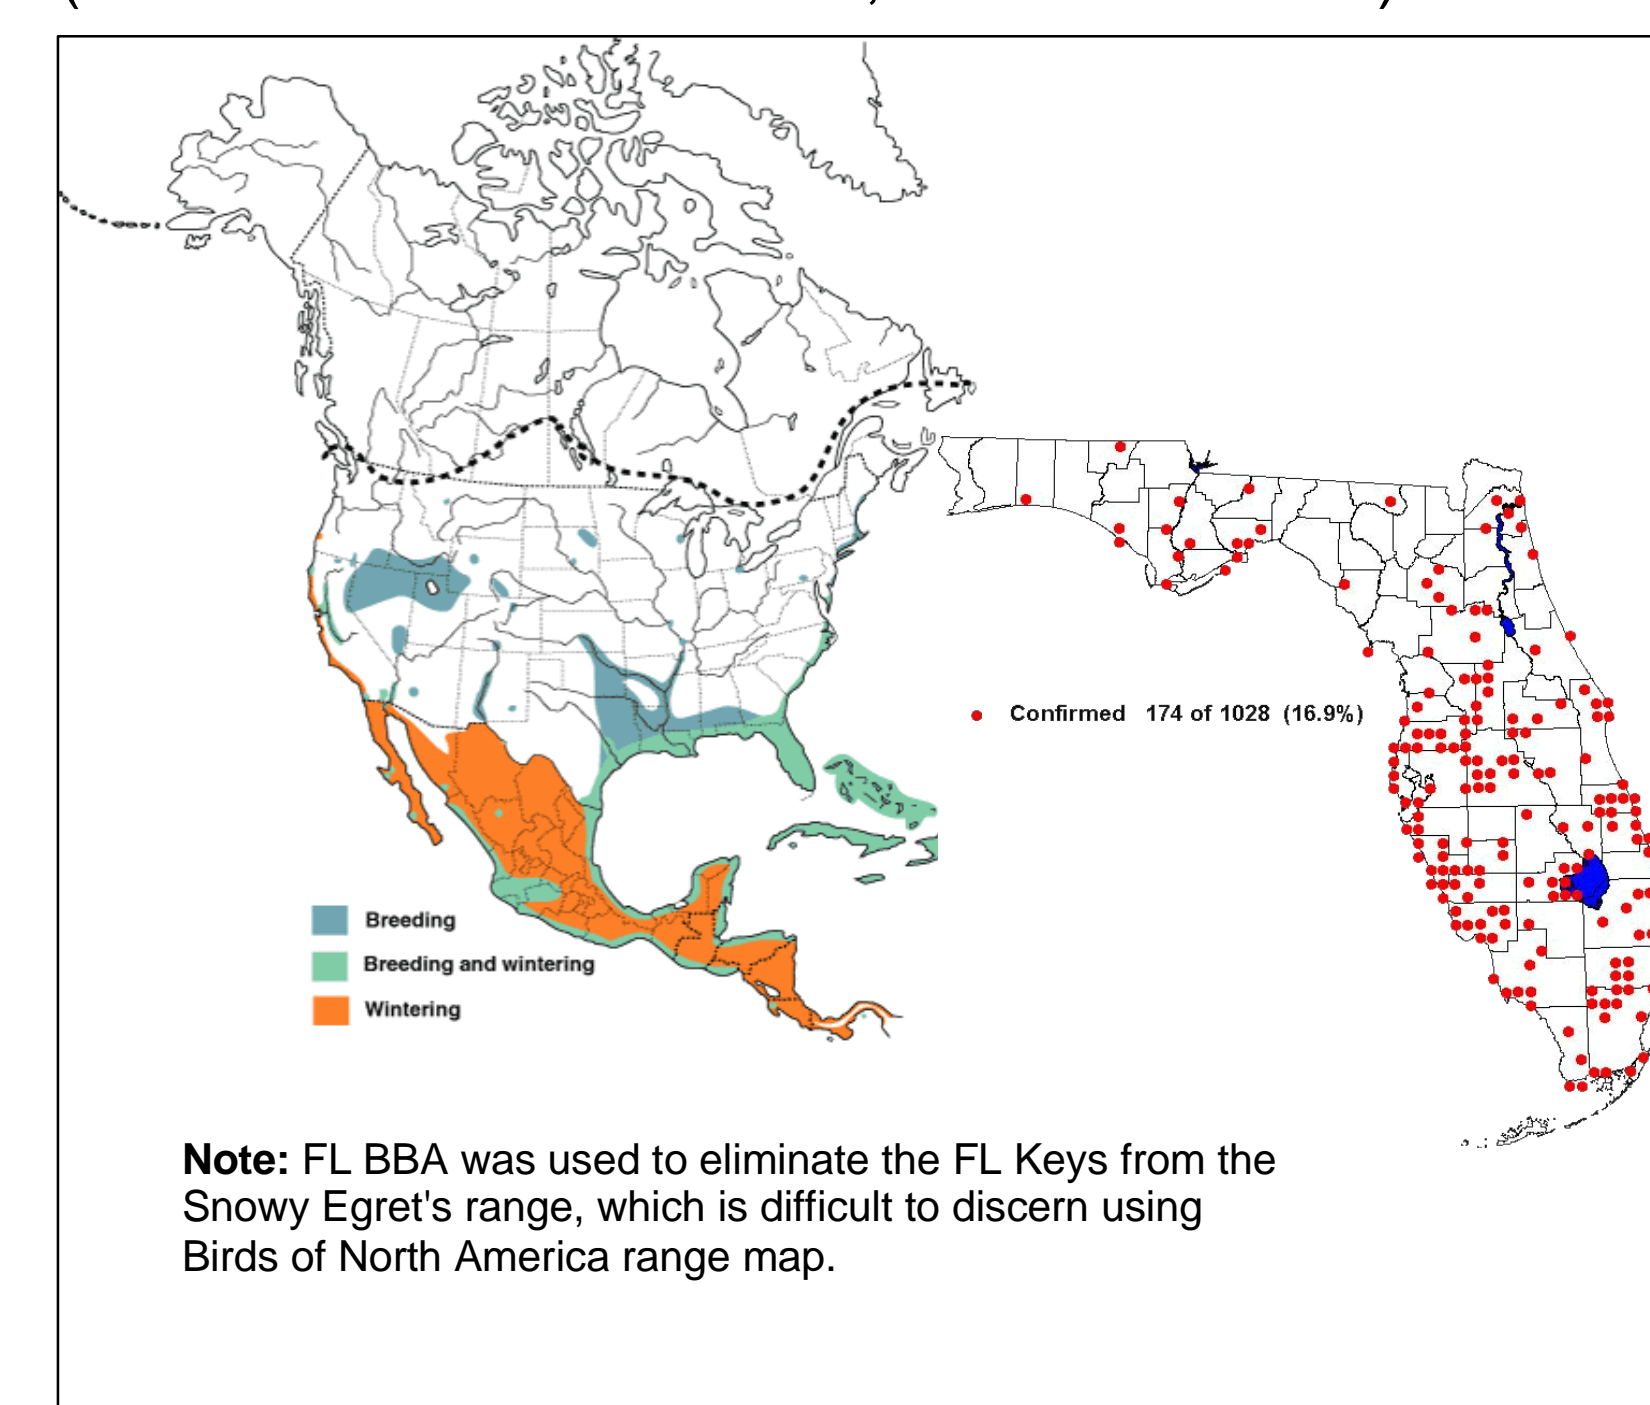 Confirmed 174 of 1028 (16.9%)
Breeding
Breeding and wintering
Wintering
Note: FL BBA was used to eliminate the FL Keys from the
Snowy Egret's range, which is difficult to discern using
Birds of North America range map.